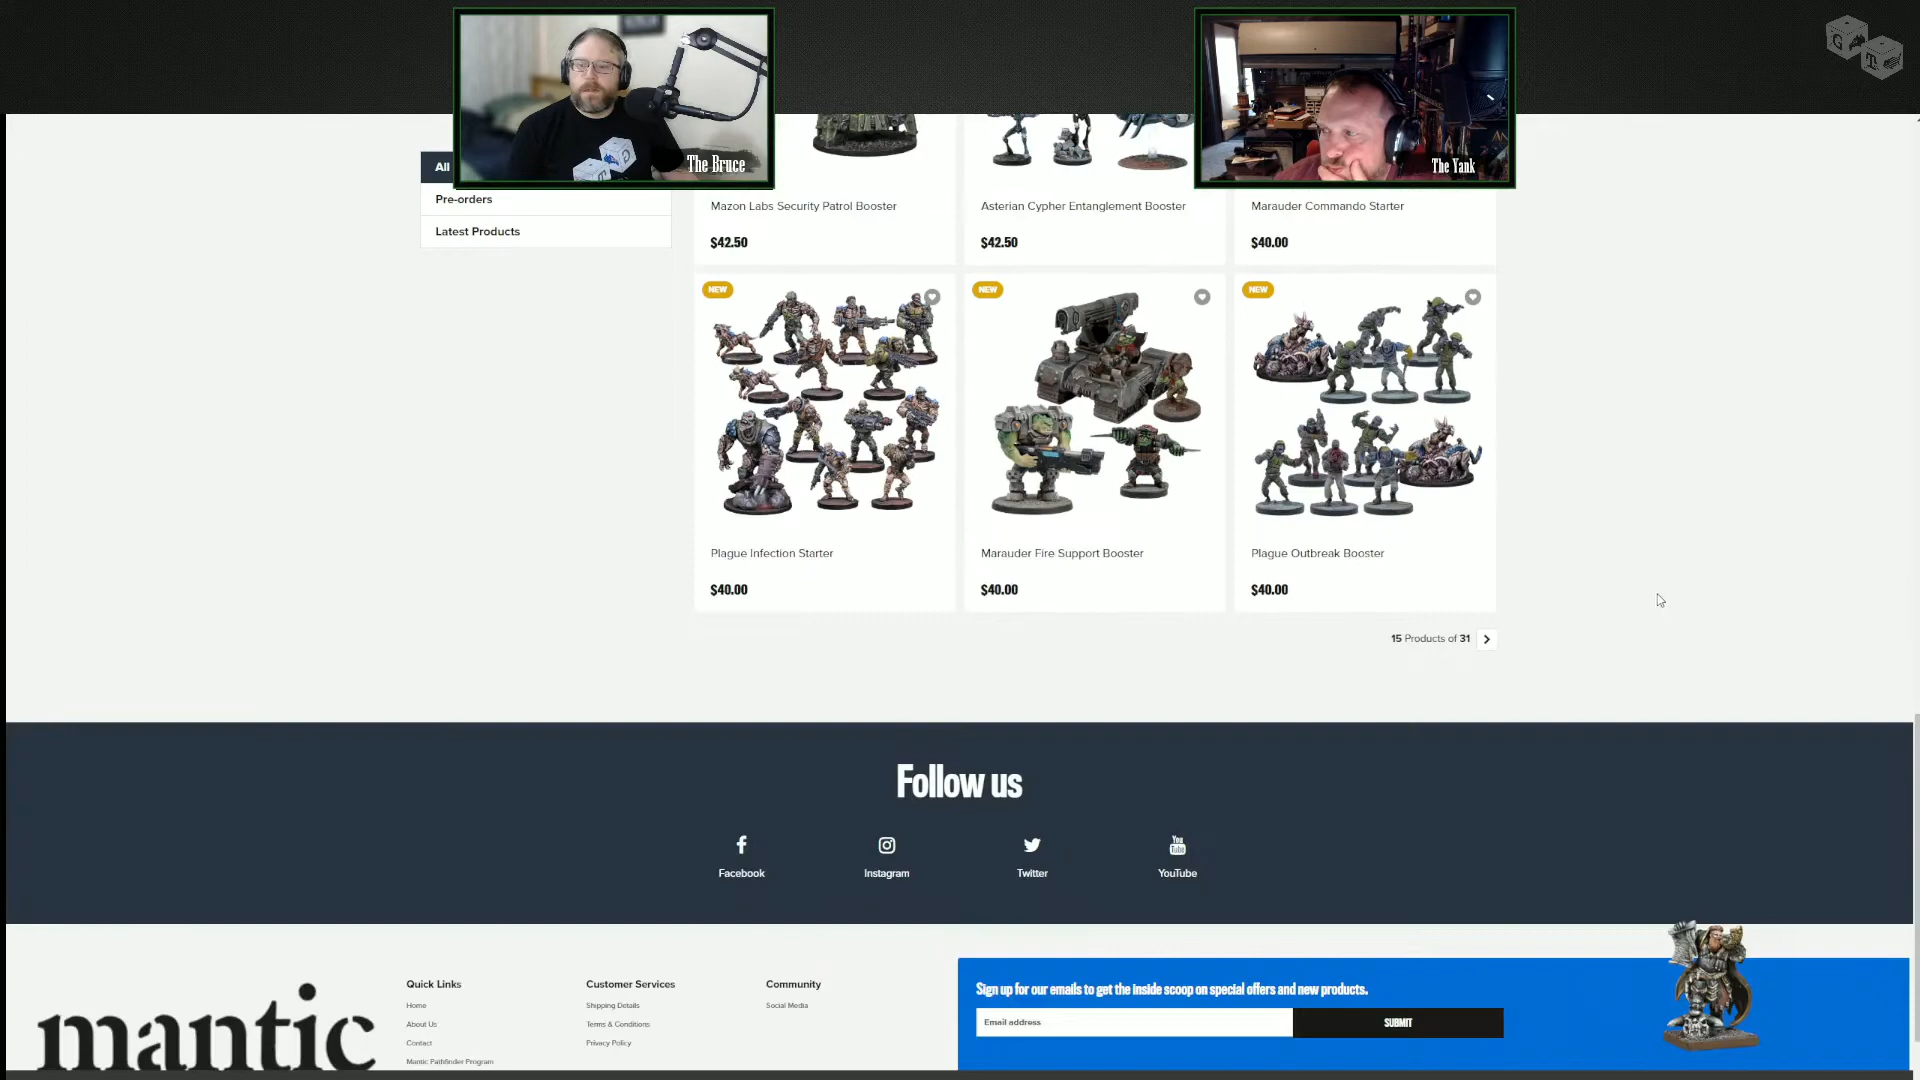 The Bruce
The Yank
G
T
All
Pre-orders
Latest Products
Mazon Labs Security Patrol Booster
$42.50
Asterian Cypher Entanglement Booster
$42.50
Marauder Commando Starter
$40.00
NEW
NEW
NEW
Plague Infection Starter
$40.00
Marauder Fire Support Booster
$40.00
Plague Outbreak Booster
$40.00
15 Products of 31
Follow us
Facebook
Instagram
Twitter
You
Tube
YouTube
mantic
Quick Links
Home
About Us
Contact
Mantic Pathfinder Program
Customer Services
Shipping Details
Terms & Conditions
Privacy Policy
Community
Social Media
Sign up for our emails to get the inside scoop on special offers and new products.
Email address
SUBMIT